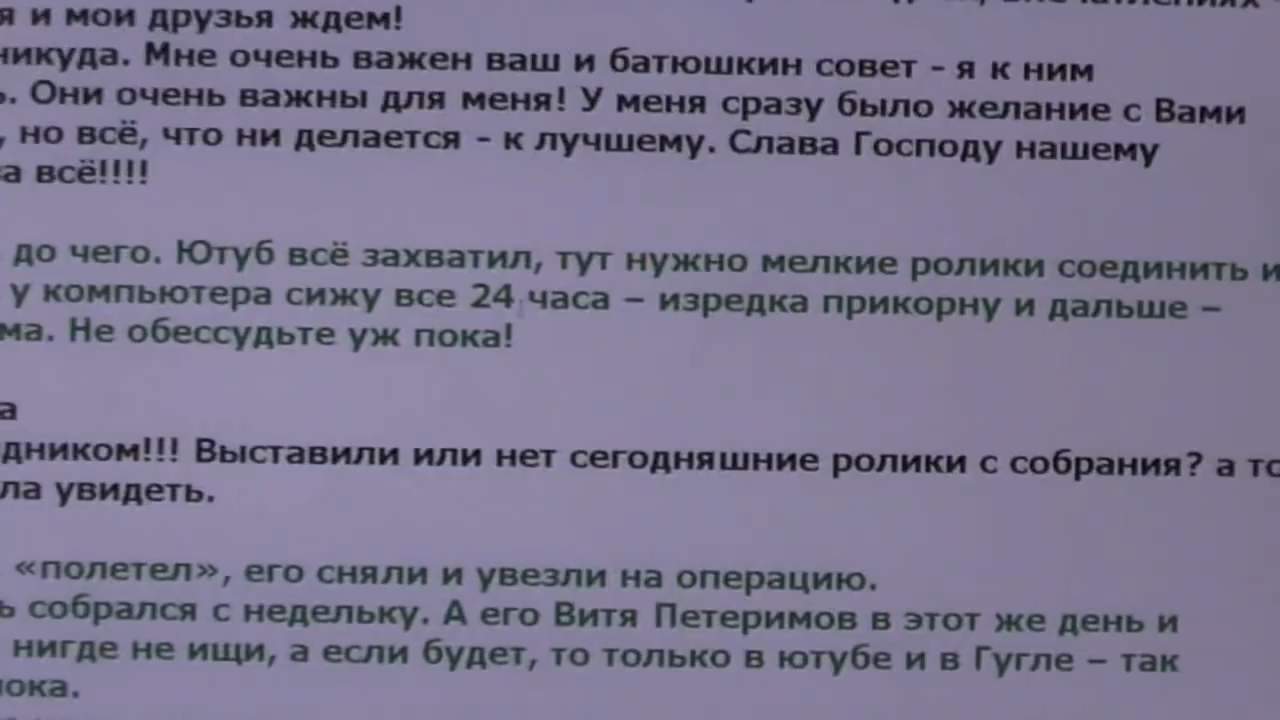 я и мои друзья ждем!
никуда. Мне очень важен ваш и батюшкин совет - я к ним
ь. Они очень важны для меня! У меня сразу было желание с Вами
, но всё, что ни делается - к лучшему. Слава Господу нашему
а всё!!!!
до чего. Ютуб всё захватил, тут нужно мелкие ролики соединить и
у компьютера сижу все 24 часа – изредка прикорну и дальше –
ма. Не обессудьте уж пока!
а
дником!!! Выставили или нет сегодняшние ролики с собрания? а то
ла увидеть.
«полетел», его сняли и увезли на операцию.
ь собрался с недельку. А его Витя Петеримов в этот же день и
нигде не ищи, а если будет, то только в ютубе и в Гугле – так
пока.